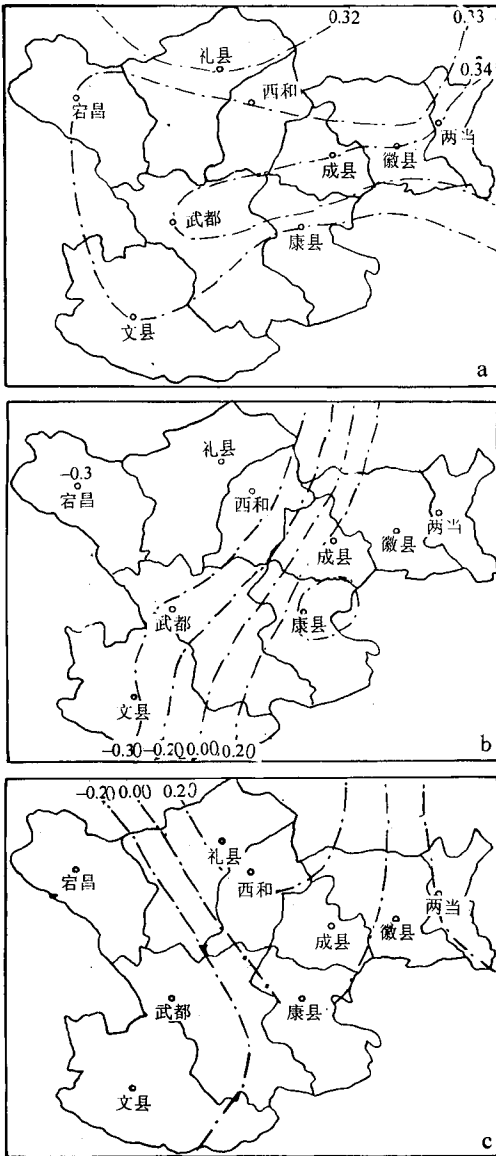 0.32
0.33
0.34
礼县
宕昌
西和
两当
徽县
成县
武都
康县
文县
a
礼县
-0.3
宕昌
西和
两当
徽县
成县
武都
康县
文县
-0.30 -0.20 0.00 0.20
b
-0.20 0.00 0.20
礼县
宕昌
西和
两当
徽县
成县
武都
康县
文县
c